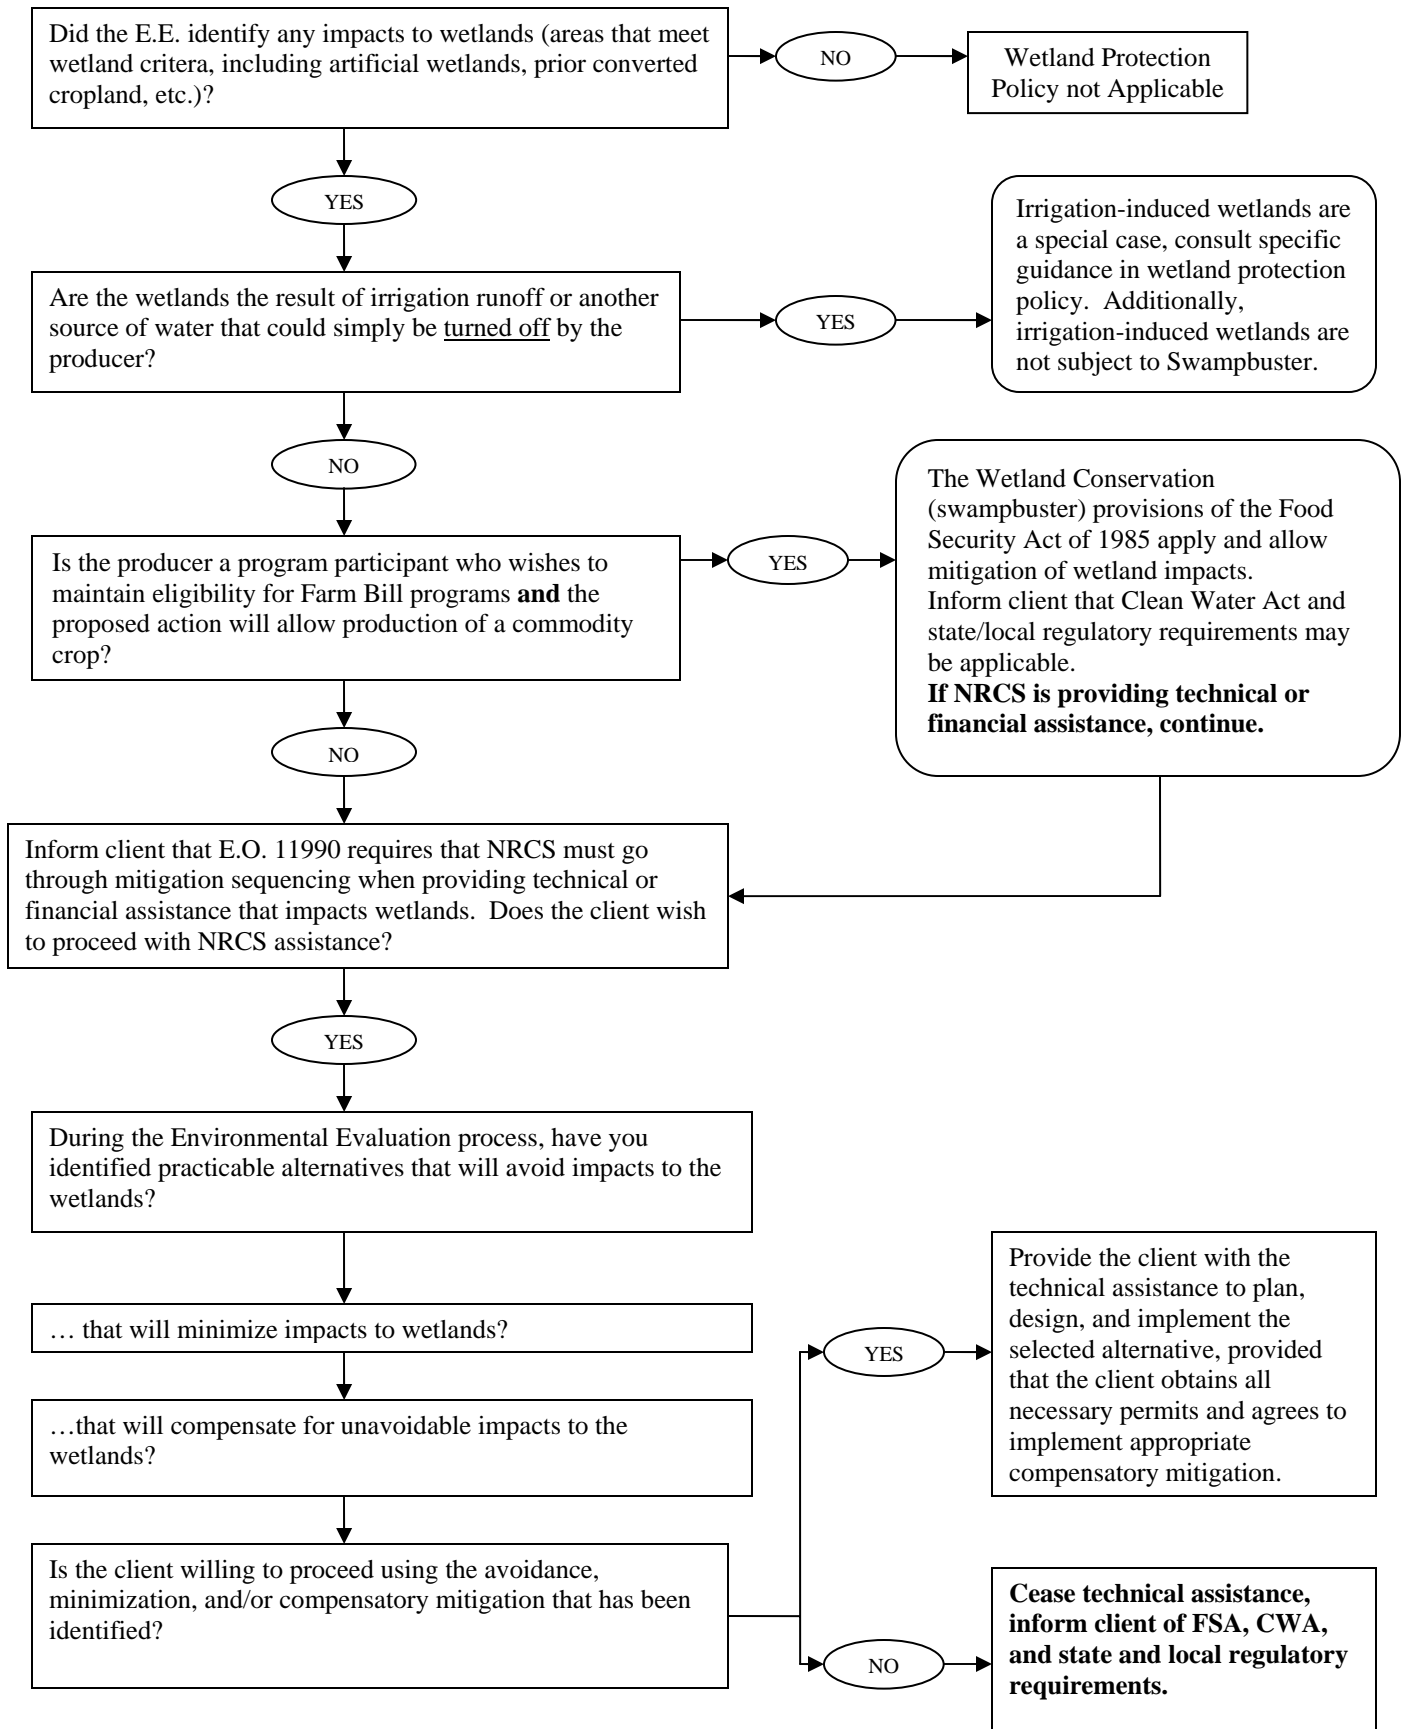 Did the E.E. identify any impacts to wetlands (areas that meet
wetland critera, including artificial wetlands, prior converted
cropland, etc.)?
NO
Wetland Protection
Policy not Applicable
YES
Are the wetlands the result of irrigation runoff or another
source of water that could simply be turned off by the
producer?
YES
Irrigation-induced wetlands are
a special case, consult specific
guidance in wetland protection
policy.  Additionally,
irrigation-induced wetlands are
not subject to Swampbuster.
NO
Is the producer a program participant who wishes to
maintain eligibility for Farm Bill programs and the
proposed action will allow production of a commodity
crop?
YES
The Wetland Conservation
(swampbuster) provisions of the Food
Security Act of 1985 apply and allow
mitigation of wetland impacts.
Inform client that Clean Water Act and
state/local regulatory requirements may
be applicable.
If NRCS is providing technical or
financial assistance, continue.
NO
Inform client that E.O. 11990 requires that NRCS must go
through mitigation sequencing when providing technical or
financial assistance that impacts wetlands.  Does the client wish
to proceed with NRCS assistance?
YES
During the Environmental Evaluation process, have you
identified practicable alternatives that will avoid impacts to the
wetlands?
… that will minimize impacts to wetlands?
…that will compensate for unavoidable impacts to the
wetlands?
Is the client willing to proceed using the avoidance,
minimization, and/or compensatory mitigation that has been
identified?
YES
Provide the client with the
technical assistance to plan,
design, and implement the
selected alternative, provided
that the client obtains all
necessary permits and agrees to
implement appropriate
compensatory mitigation.
NO
Cease technical assistance,
inform client of FSA, CWA,
and state and local regulatory
requirements.